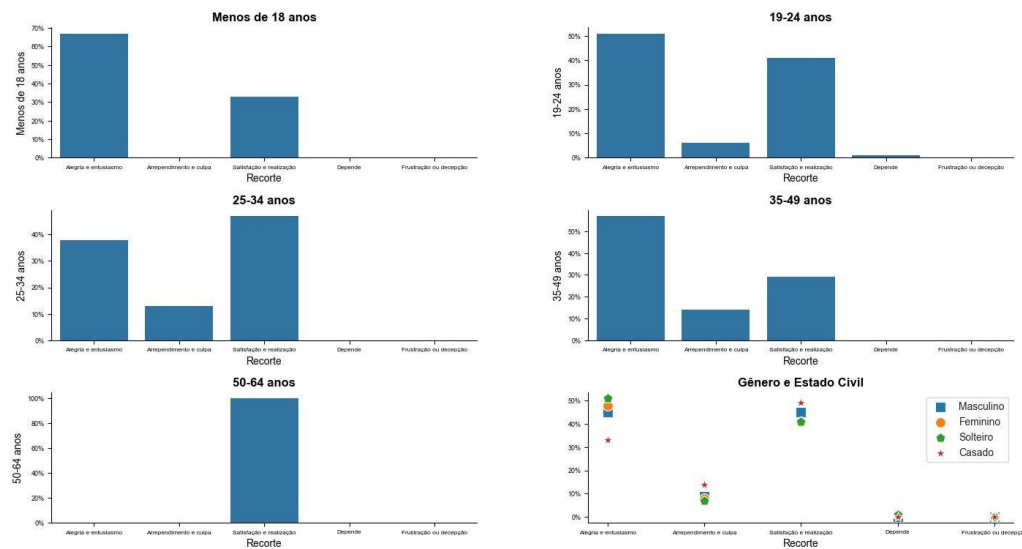 Menos de 18 anos
Menos de 18 anos
70%
60%
50%
40%
30%
20%
10%
0%
Alegria e entusiasmo Arrependimento e culpa Satisfação e realização Depende Frustração ou decepção
Recorte
19-24 anos
19-24 anos
50%
40%
30%
20%
10%
0%
Alegria e entusiasmo Arrependimento e culpa Satisfação e realização Depende Frustração ou decepção
Recorte
25-34 anos
25-34 anos
40%
30%
20%
10%
0%
Alegria e entusiasmo Arrependimento e culpa Satisfação e realização Depende Frustração ou decepção
Recorte
35-49 anos
35-49 anos
50%
40%
30%
20%
10%
0%
Alegria e entusiasmo Arrependimento e culpa Satisfação e realização Depende Frustração ou decepção
Recorte
50-64 anos
50-64 anos
100%
80%
60%
40%
20%
0%
Alegria e entusiasmo Arrependimento e culpa Satisfação e realização Depende Frustração ou decepção
Recorte
Gênero e Estado Civil
50%
40%
30%
20%
10%
0%
Masculino
Feminino
Solteiro
Casado
Alegria e entusiasmo Arrependimento e culpa Satisfação e realização Depende Frustração ou decepçã
Recorte